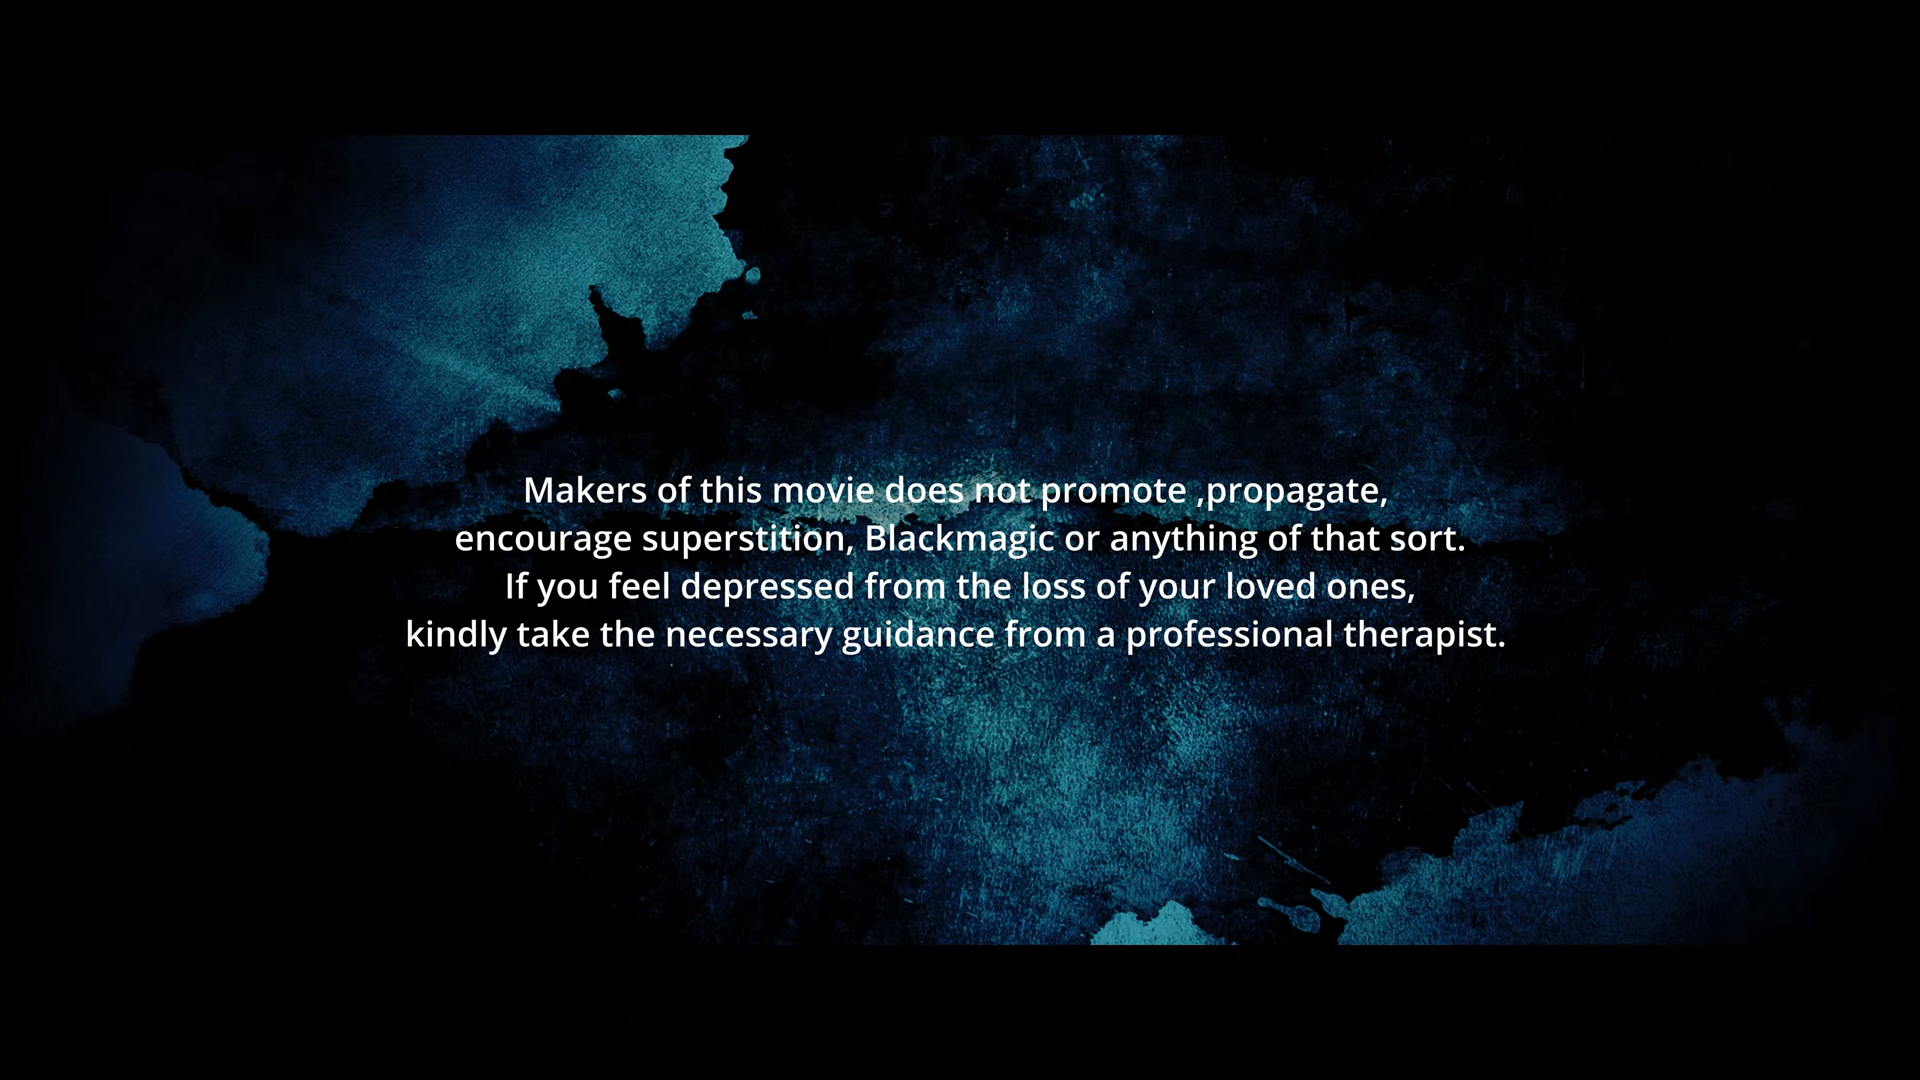 Makers of this movie does not promote ,propagate,
encourage superstition, Blackmagic or anything of that sort.
If you feel depressed from the loss of your loved ones,
kindly take the necessary guidance from a professional therapist.